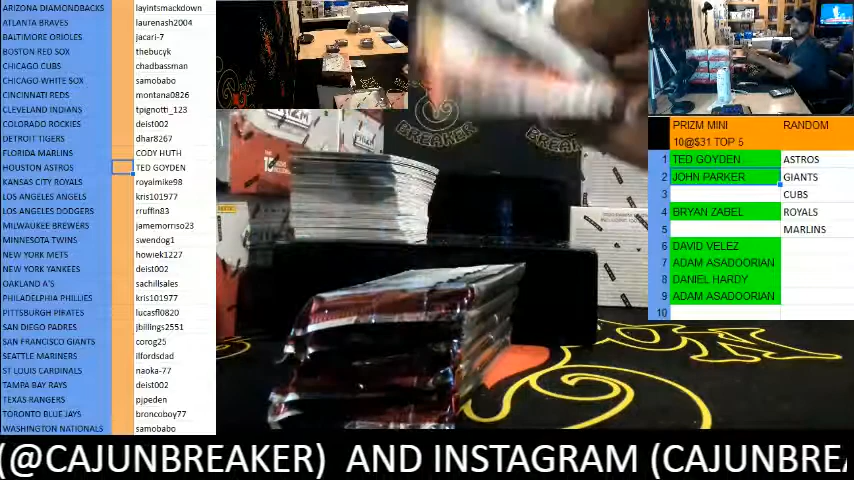 ARIZONA DIAMONDBACKS layintsmackdown
ATLANTA BRAVES laurenash2004
BALTIMORE ORIOLES jacari-7
BOSTON RED SOX thebucyk
CHICAGO CUBS chadbassman
CHICAGO WHITE SOX samobabo
CINCINNATI REDS montana0826
CLEVELAND INDIANS tpignotti_123
COLORADO ROCKIES deist002
DETROIT TIGERS dhar8267
FLORIDA MARLINS CODY HUTH
HOUSTON ASTROS TED GOYDEN
KANSAS CITY ROYALS royalmike98
LOS ANGELES ANGELS kris101977
LOS ANGELES DODGERS rruffin83
MILWAUKEE BREWERS jamemorriso23
MINNESOTA TWINS swendog1
NEW YORK METS howiek1227
NEW YORK YANKEES deist002
OAKLAND A'S sachillsales
PHILADELPHIA PHILLIES kris101977
PITTSBURGH PIRATES lucasfl0820
SAN DIEGO PADRES jbillings2551
SAN FRANCISCO GIANTS corog25
SEATTLE MARINERS ilfordsdad
ST LOUIS CARDINALS naoka-77
TAMPA BAY RAYS deist002
TEXAS RANGERS pjpeden
TORONTO BLUE JAYS broncoboy77
WASHINGTON NATIONALS samobabo
BREAKER
PRIZM MINI RANDOM
10@$31 TOP 5
1 TED GOYDEN ASTROS
2 JOHN PARKER GIANTS
3 CUBS
4 BRYAN ZABEL ROYALS
5 MARLINS
6 DAVID VELEZ
7 ADAM ASADOORIAN
8 DANIEL HARDY
9 ADAM ASADOORIAN
10
(@CAJUNBREAKER) AND INSTAGRAM (CAJUNBREA